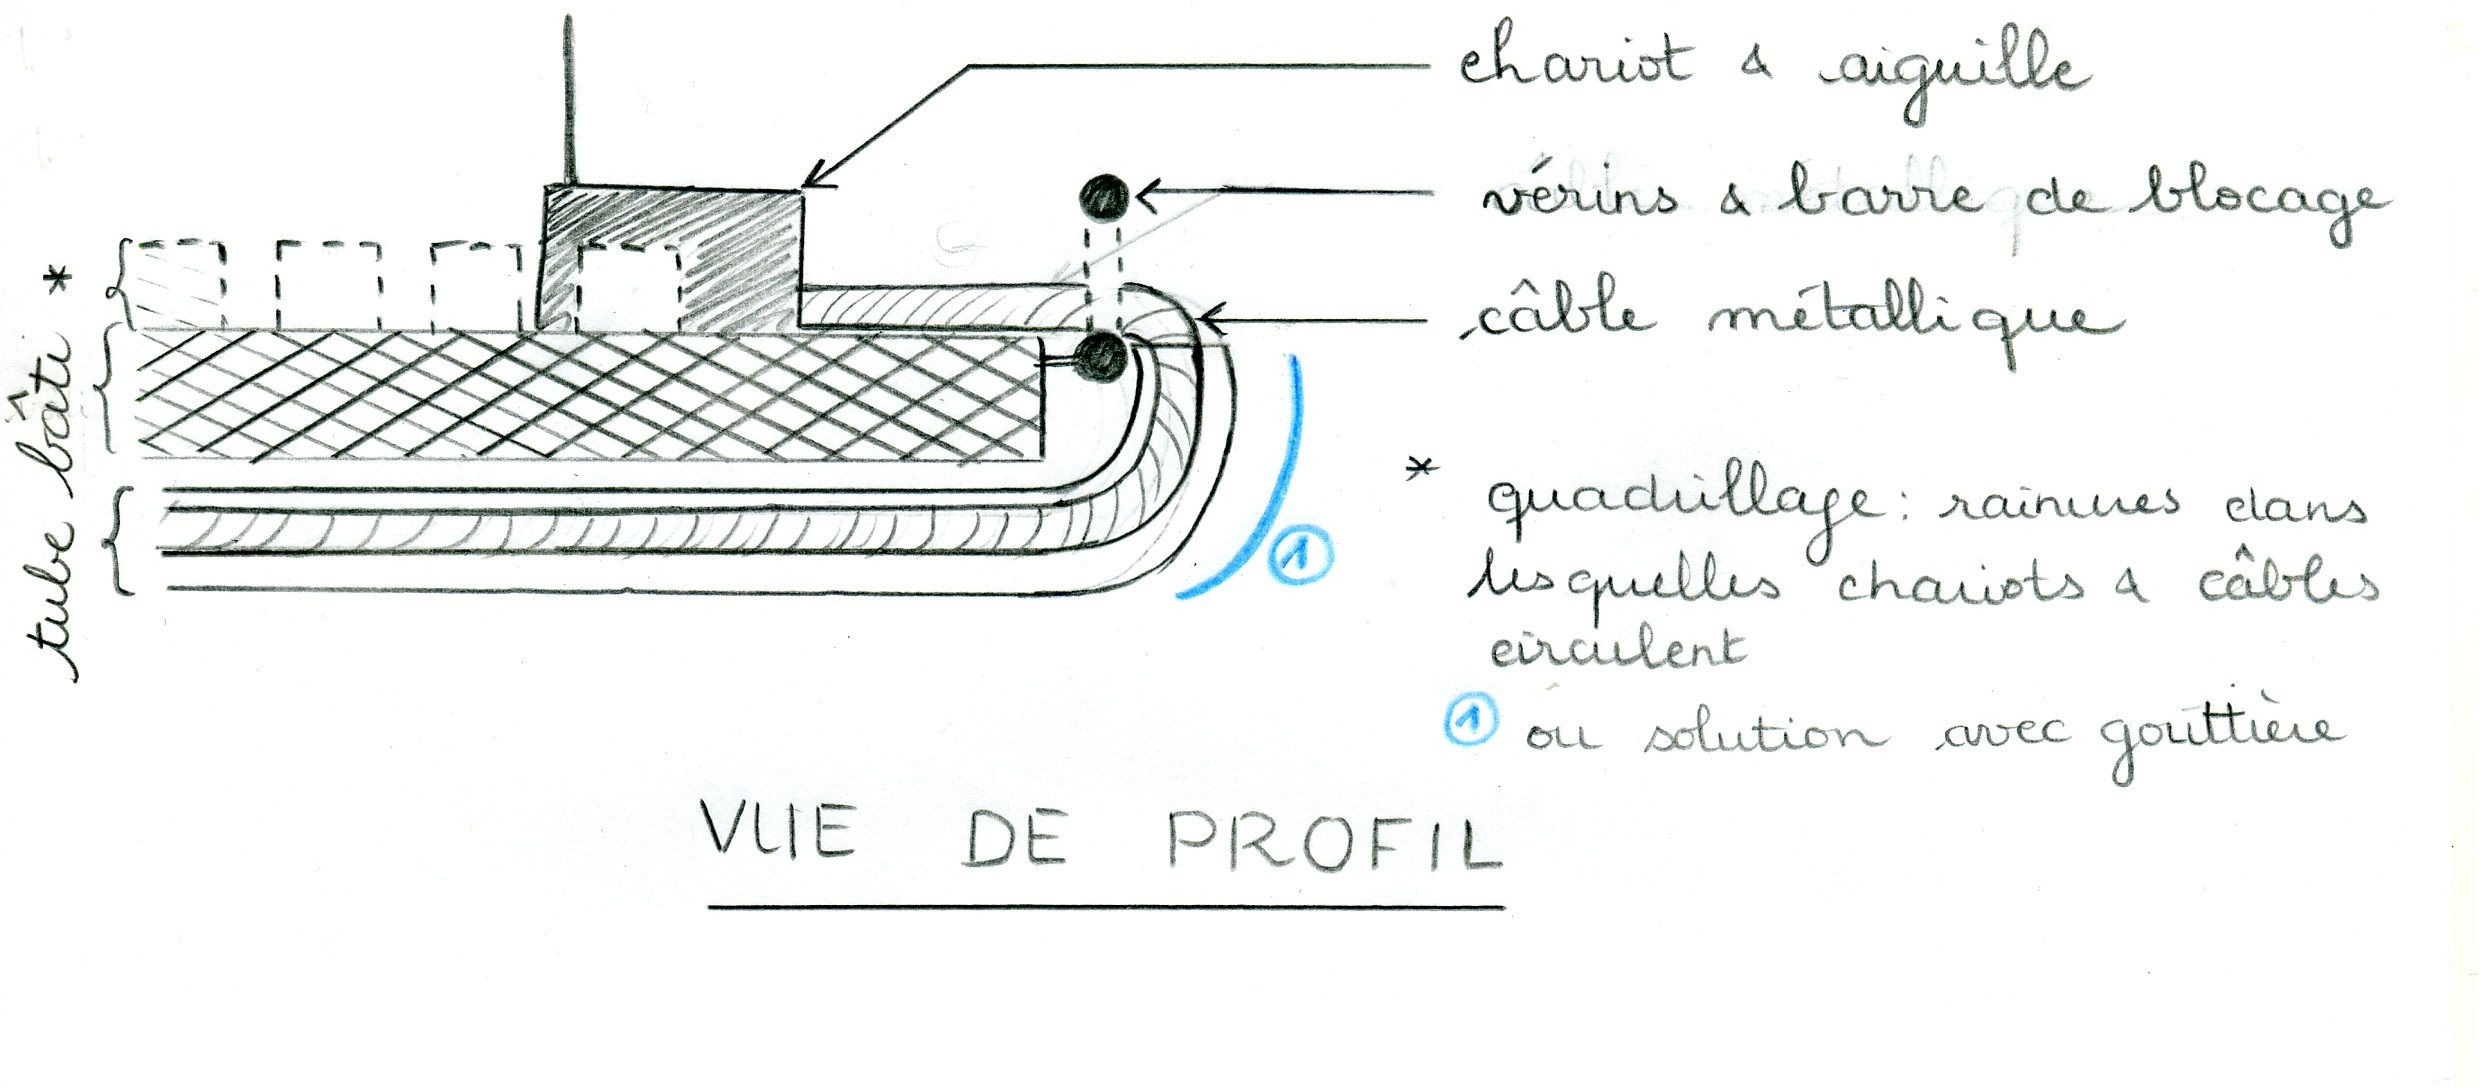 chariot & aiguille
vérins & barre de blocage
câble métallique
tube bâti *
* quadrillage : rainures dans
lesquelles chariots & câbles
circulent
1
1 ou solution avec gouttière
VUE DE PROFIL